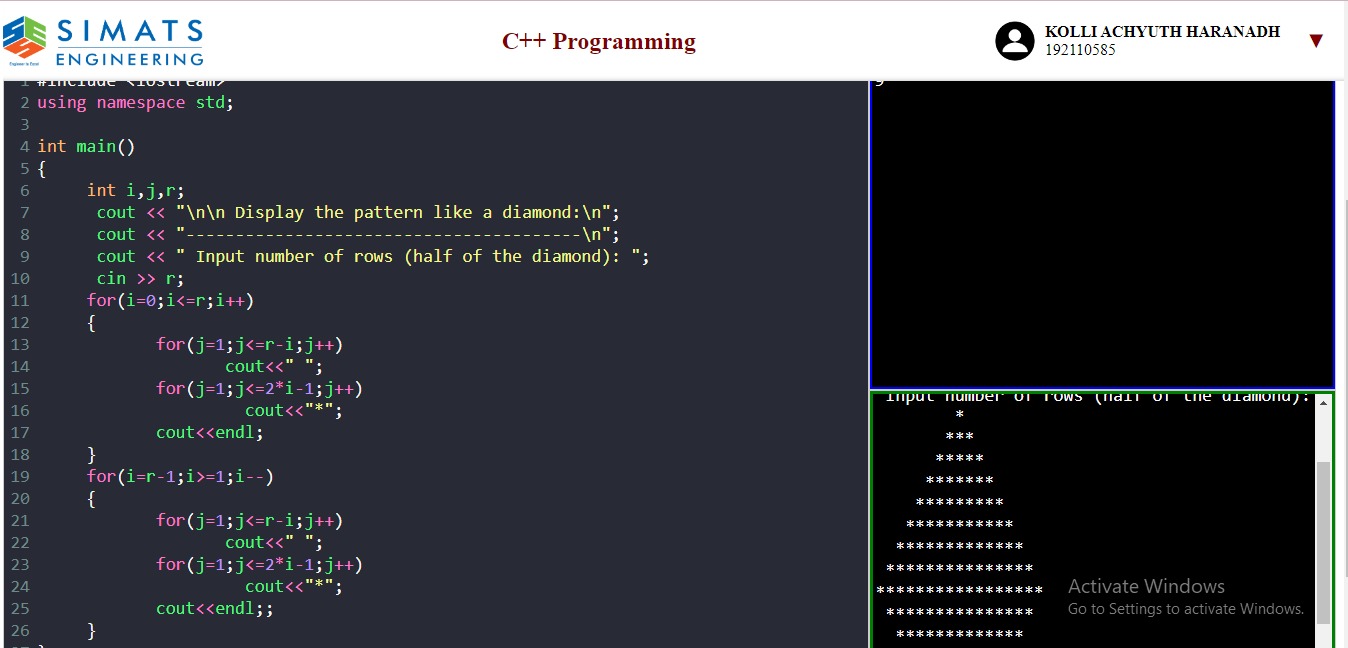 SIMATS
ENGINEERING
Engineer to Excel
C++ Programming
KOLLI ACHYUTH HARANADH
192110585
1 #include <iostream>
2 using namespace std;
3
4 int main()
5 {
6 int i,j,r;
7 cout << "\n\n Display the pattern like a diamond:\n";
8 cout << "----------------------------------------\n";
9 cout << " Input number of rows (half of the diamond): ";
10 cin >> r;
11 for(i=0;i<=r;i++)
12 {
13 for(j=1;j<=r-i;j++)
14 cout<<" ";
15 for(j=1;j<=2*i-1;j++)
16 cout<<"*";
17 cout<<endl;
18 }
19 for(i=r-1;i>=1;i--)
20 {
21 for(j=1;j<=r-i;j++)
22 cout<<" ";
23 for(j=1;j<=2*i-1;j++)
24 cout<<"*";
25 cout<<endl;;
26 }
9
Input number of rows (half of the diamond):
*
***
*****
*******
*********
***********
*************
***************
*****************
***************
*************
Activate Windows
Go to Settings to activate Windows.